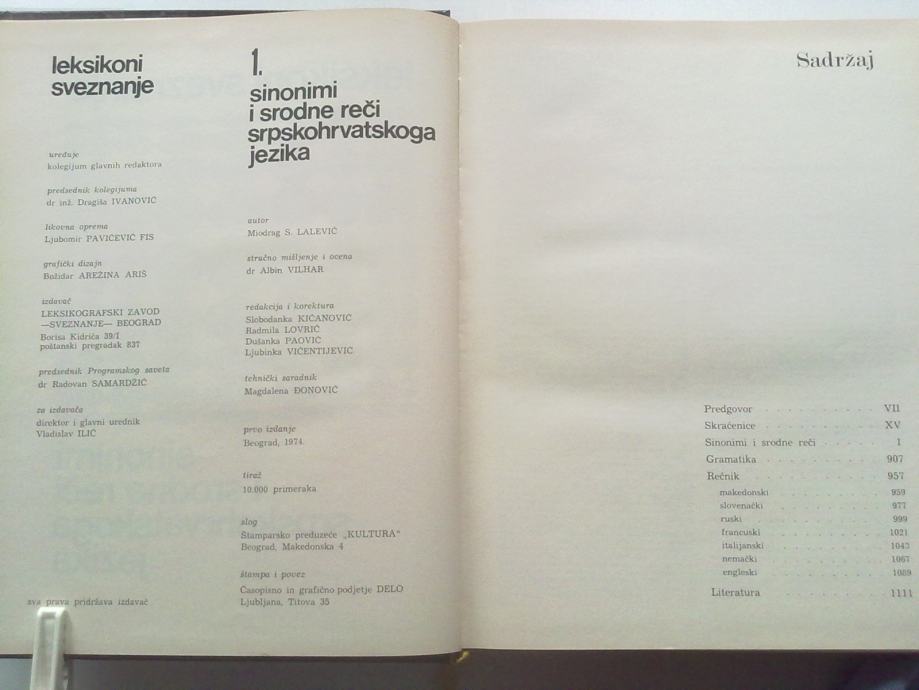 leksikoni
sveznanje
uređuje
kolegijum glavnih redaktora
predsednik kolegijuma
dr inž. Dragiša IVANOVIĆ
likovna oprema
Ljubomir PAVIĆEVIĆ FIS
grafički dizajn
Božidar AREŽINA ARIŠ
izdavač
LEKSIKOGRAFSKI ZAVOD
—SVEZNANJE— BEOGRAD
Borisa Kidriča 39/I
poštanski pregradak 837
predsednik Programskog saveta
dr Radovan SAMARDŽIĆ
za izdavača
direktor i glavni urednik
Vladislav ILIĆ
sva prava pridržava izdavač
1.
sinonimi
i srodne reči
srpskohrvatskoga
jezika
autor
Miodrag S. LALEVIĆ
stručno mišljenje i ocena
dr Albin VILHAR
redakcija i korektura
Slobodanka KIĆANOVIĆ
Radmila LOVRIĆ
Dušanka PAOVIĆ
Ljubinka VIĆENTIJEVIĆ
tehnički saradnik
Magdalena ĐONOVIĆ
prvo izdanje
Beograd, 1974.
tiraž
10.000 primeraka
slog
Štamparsko preduzeće „KULTURA“
Beograd, Makedonska 4
štampa i povez
Časopisno in grafično podjetje DELO
Ljubljana, Titova 35
Sadržaj
Predgovor . . . . . . . . . . VII
Skraćenice . . . . . . . . . . XV
Sinonimi i srodne reči . . . . . 1
Gramatika . . . . . . . . . . 907
Rečnik . . . . . . . . . . 957
makedonski . . . . . . . . 959
slovenački . . . . . . . . 977
ruski . . . . . . . . 999
francuski . . . . . . . . 1021
italijanski . . . . . . . . 1043
nemački . . . . . . . . 1067
engleski . . . . . . . . 1089
Literatura . . . . . . . . . 1111